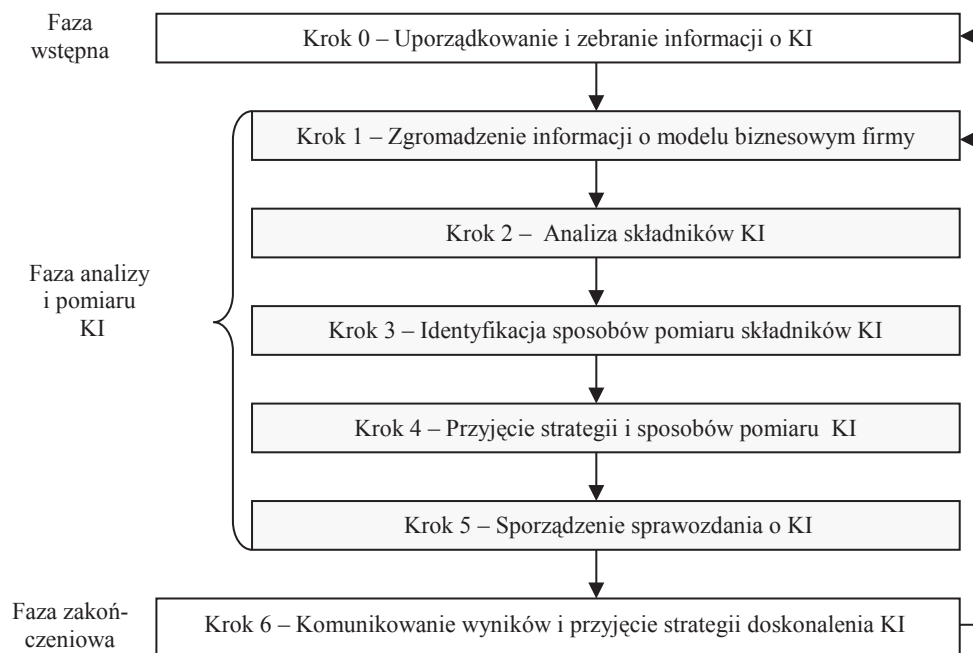 Faza
wstępna
Krok 0 – Uporządkowanie i zebranie informacji o KI
Krok 1 – Zgromadzenie informacji o modelu biznesowym firmy
Krok 2 – Analiza składników KI
Faza analizy
i pomiaru
KI
Krok 3 – Identyfikacja sposobów pomiaru składników KI
Krok 4 – Przyjęcie strategii i sposobów pomiaru KI
Krok 5 – Sporządzenie sprawozdania o KI
Faza zakoń-
czeniowa
Krok 6 – Komunikowanie wyników i przyjęcie strategii doskonalenia KI